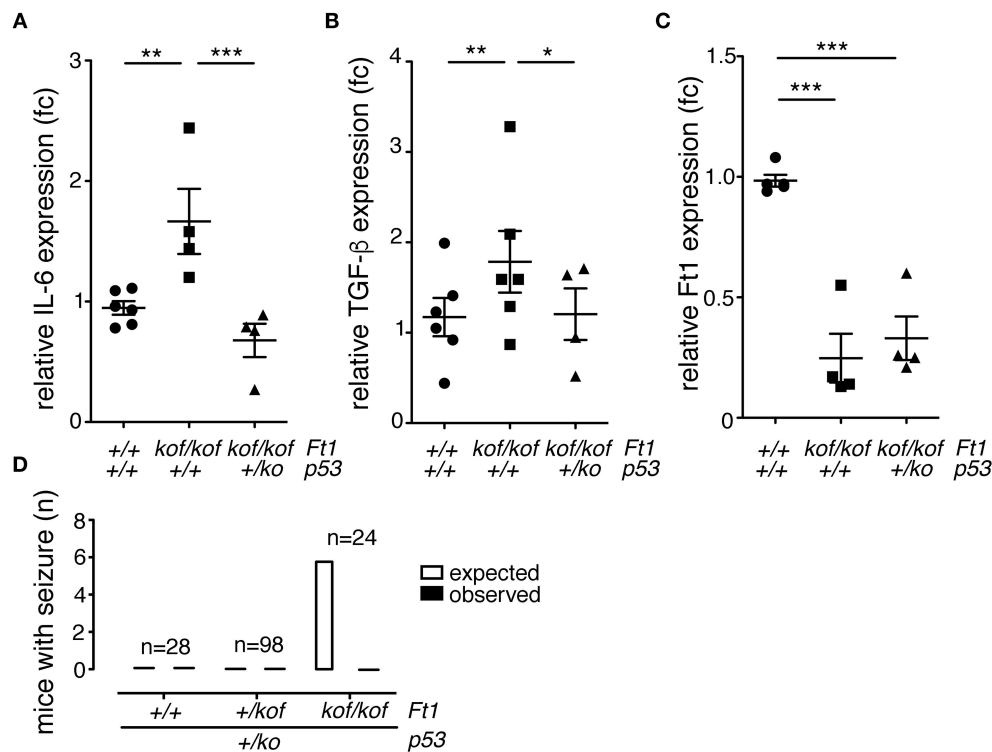 A
relative IL-6 expression (fc)
** ***
3
2
1
0
+/+ kof/kof kof/kof Ft1
+/+ +/+ +/ko p53
B
relative TGF-β expression (fc)
** *
4
3
2
1
0
+/+ kof/kof kof/kof Ft1
+/+ +/+ +/ko p53
C
relative Ft1 expression (fc)
***
***
1.5
1.0
0.5
0
+/+ kof/kof kof/kof Ft1
+/+ +/+ +/ko p53
D
mice with seizure (n)
8
6
4
2
0
n=28 n=98 n=24
expected
observed
+/+ +/kof kof/kof Ft1
+/ko p53